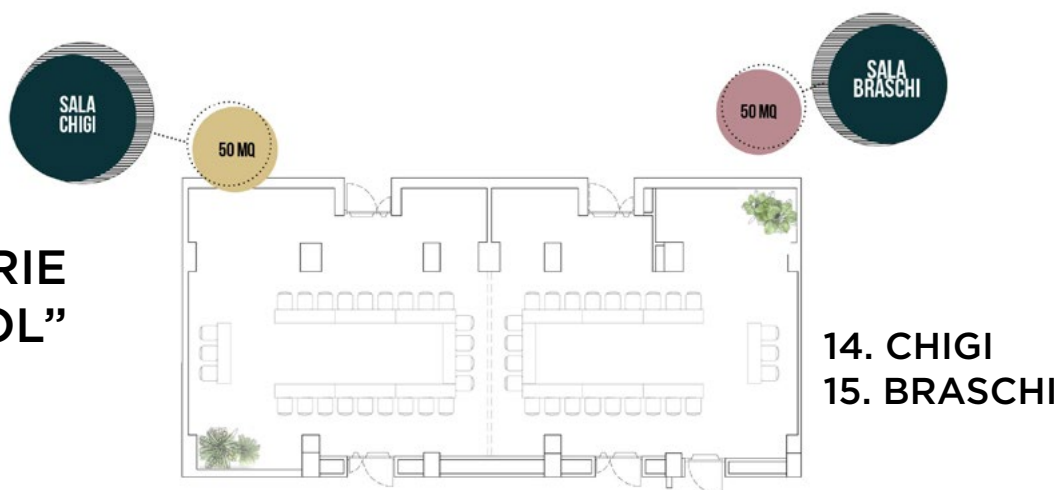 SALA
CHIGI
50 MQ
SALA
BRASCHI
50 MQ
RIE
OL”
14. CHIGI
15. BRASCHI